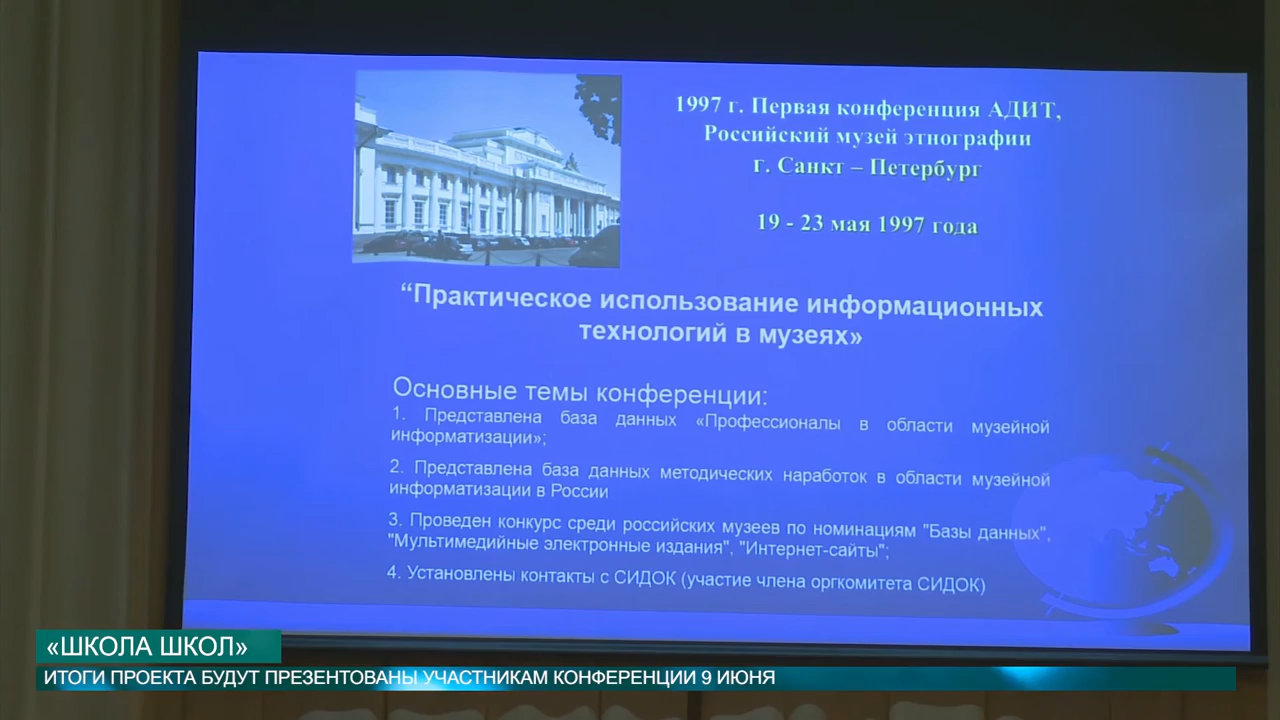 1997 г. Первая конференция АДИТ,
Российский музей этнографии
г. Санкт – Петербург
19 - 23 мая 1997 года
“Практическое использование информационных
технологий в музеях»
Основные темы конференции:
1. Представлена база данных «Профессионалы в области музейной
информатизации»;
2. Представлена база данных методических наработок в области музейной
информатизации в России
3. Проведен конкурс среди российских музеев по номинациям "Базы данных",
"Мультимедийные электронные издания", "Интернет-сайты";
4. Установлены контакты с СИДОК (участие члена оргкомитета СИДОК)
«ШКОЛА ШКОЛ»
ИТОГИ ПРОЕКТА БУДУТ ПРЕЗЕНТОВАНЫ УЧАСТНИКАМ КОНФЕРЕНЦИИ 9 ИЮНЯ